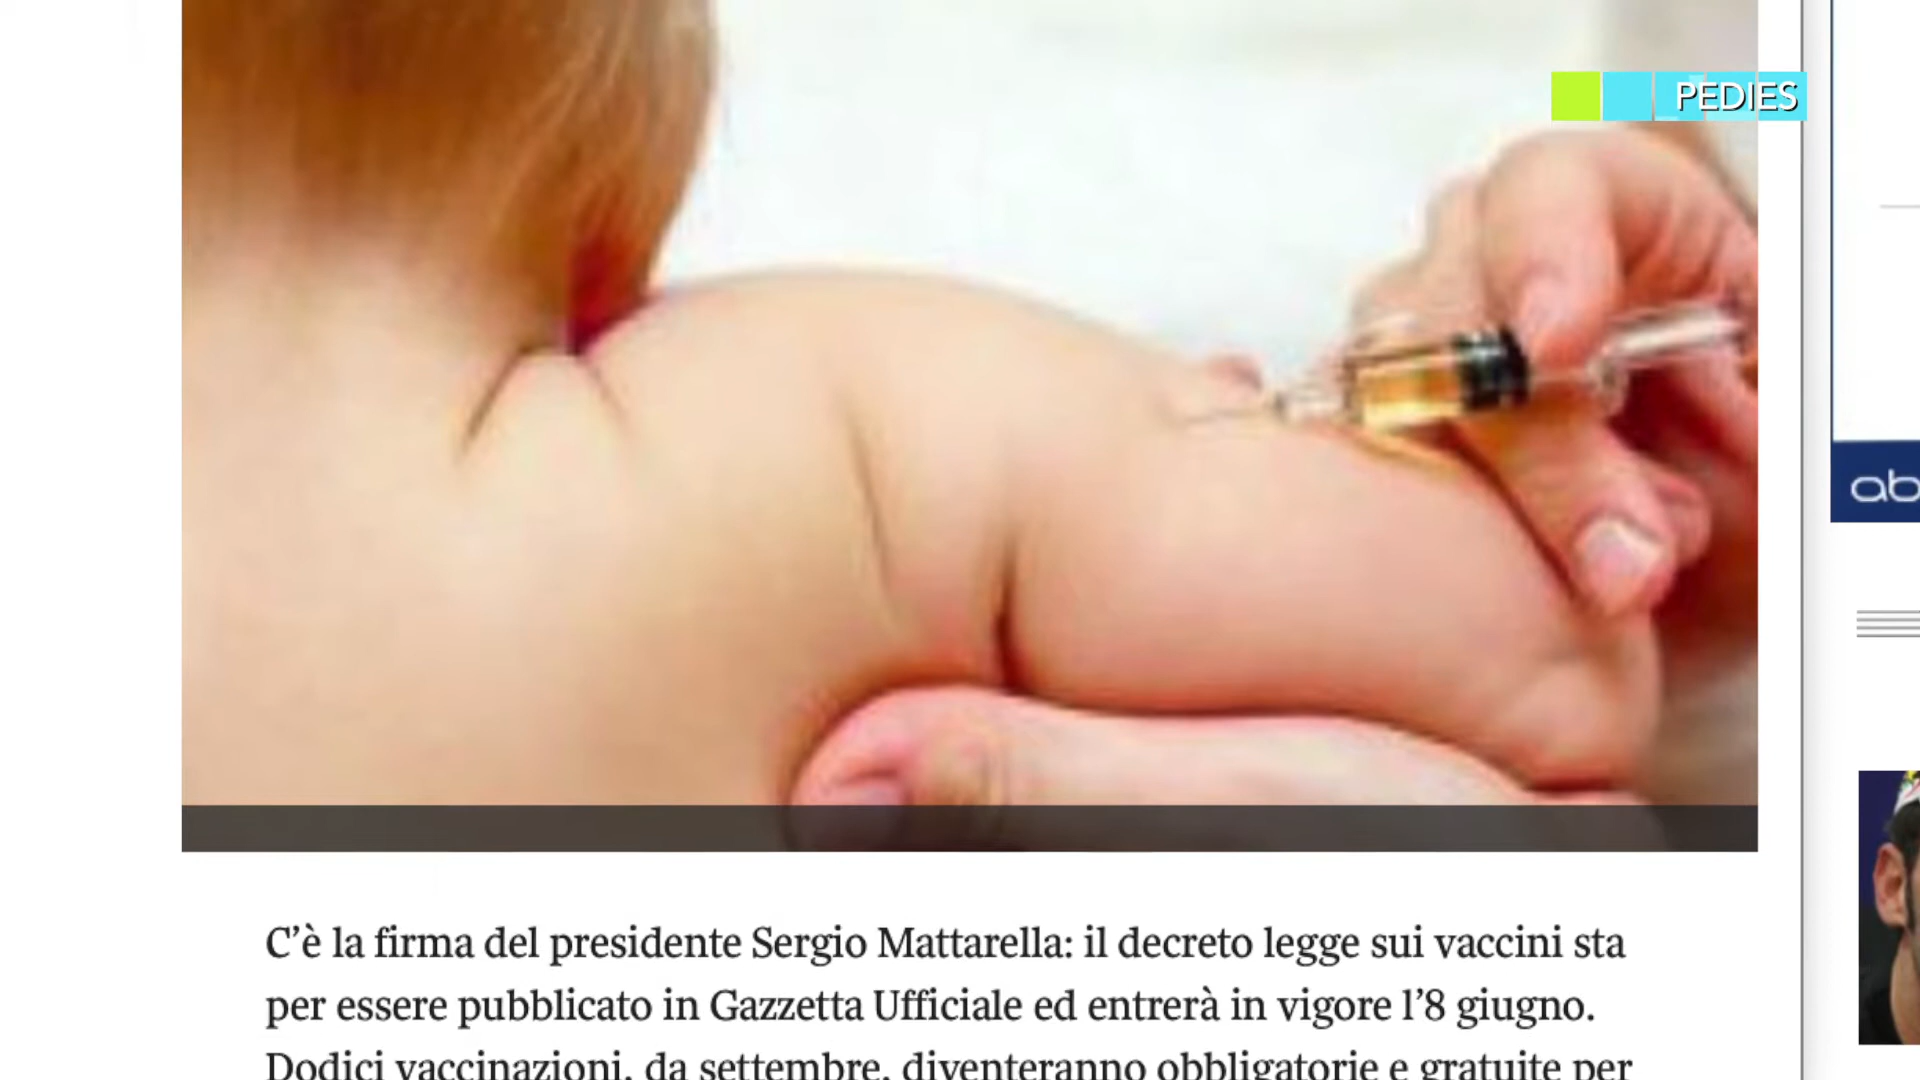 PEDIES
ab
C’è la firma del presidente Sergio Mattarella: il decreto legge sui vaccini sta
per essere pubblicato in Gazzetta Ufficiale ed entrerà in vigore l’8 giugno.
Dodici vaccinazioni, da settembre, diventeranno obbligatorie e gratuite per